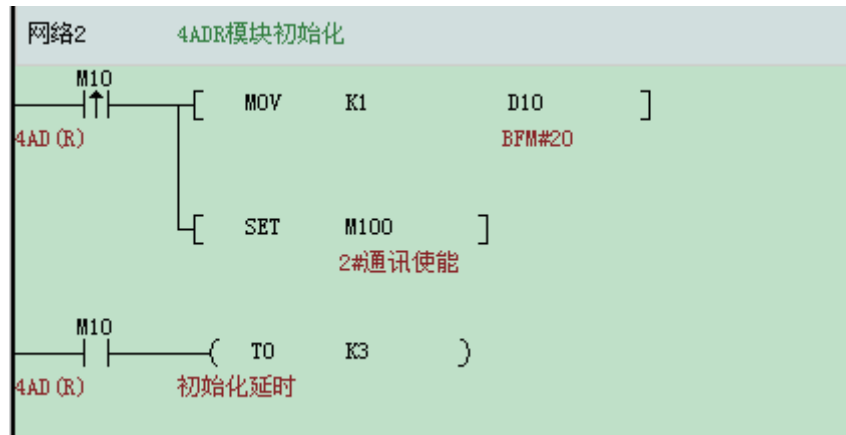 网络2 4ADR模块初始化
M10
MOV K1 D10
4AD(R) BFM#20
SET M100
2#通讯使能
M10
T0 K3
4AD(R) 初始化延时